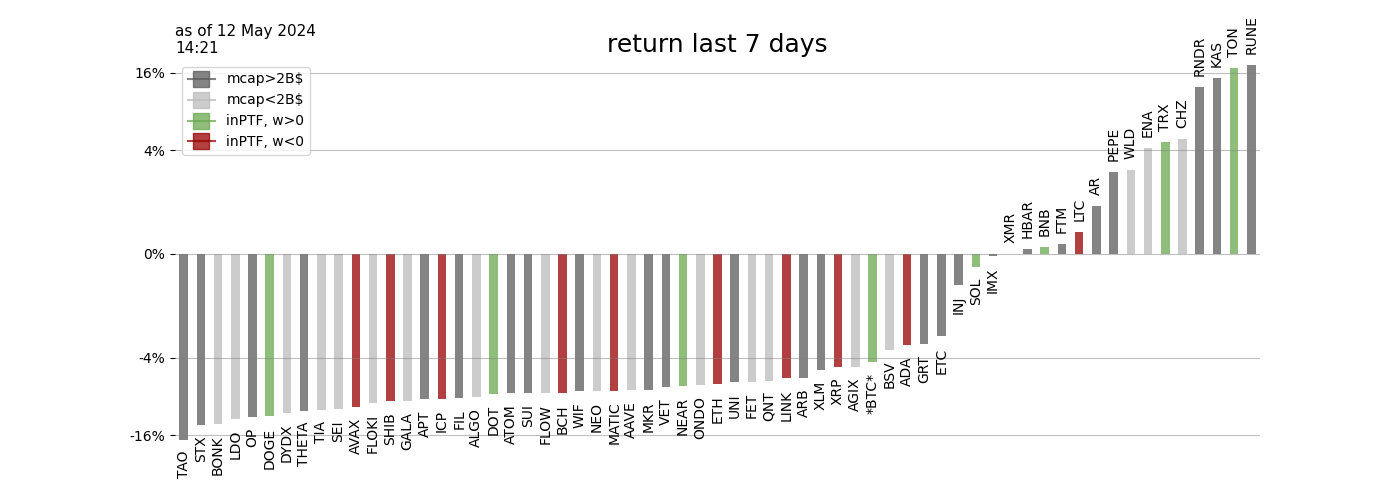 as of 12 May 2024
14:21
return last 7 days
mcap>2B$
mcap<2B$
inPTF, w>0
inPTF, w<0
16%
4%
0%
-4%
-16%
TAO
STX
BONK
LDO
OP
DOGE
DYDX
THETA
TIA
SEI
AVAX
FLOKI
SHIB
GALA
APT
ICP
FIL
ALGO
DOT
ATOM
SUI
FLOW
BCH
WIF
NEO
MATIC
AAVE
MKR
VET
NEAR
ONDO
ETH
UNI
FET
QNT
LINK
ARB
XLM
XRP
AGIX
*BTC*
BSV
ADA
GRT
ETC
INJ
SOL
IMX
XMR
HBAR
BNB
FTM
LTC
AR
PEPE
WLD
ENA
TRX
CHZ
RNDR
KAS
TON
RUNE